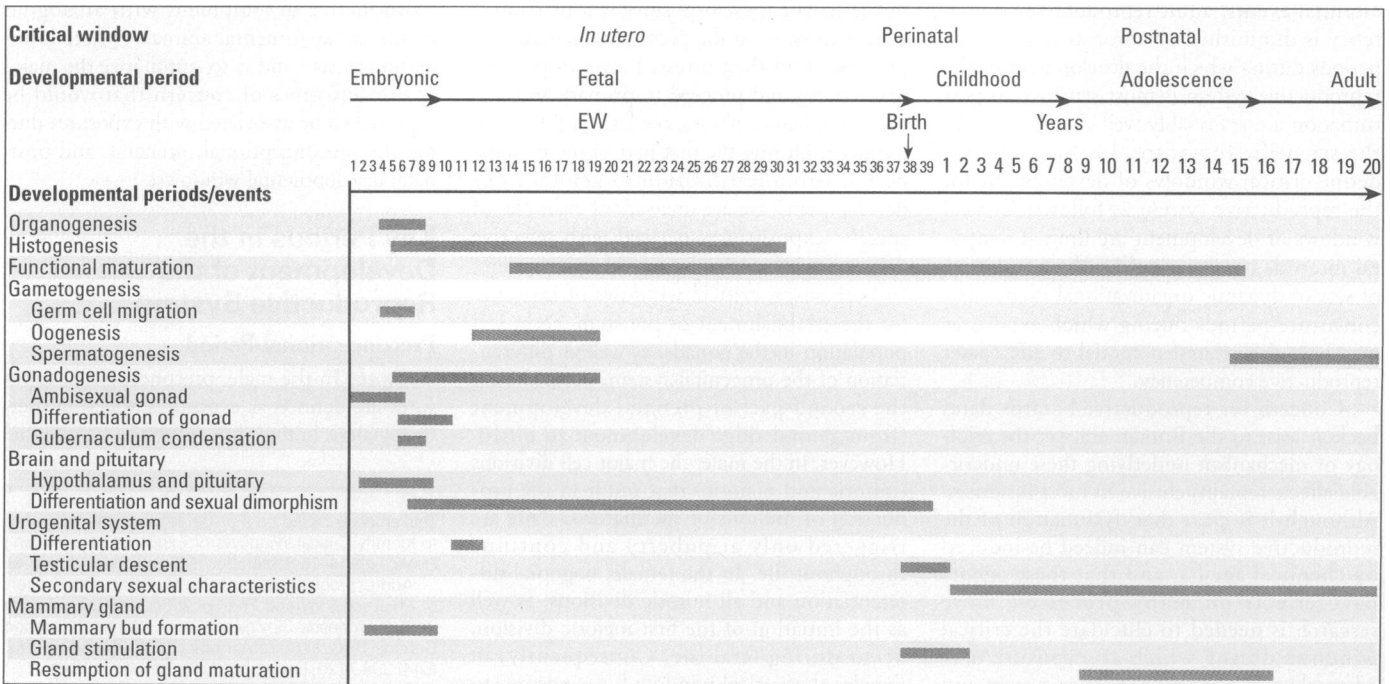 Critical window In utero Perinatal Postnatal
Developmental period Embryonic Fetal Childhood Adolescence Adult
EW Birth Years
1 2 3 4 5 6 7 8 9 10 11 12 13 14 15 16 17 18 19 20 21 22 23 24 25 26 27 28 29 30 31 32 33 34 35 36 37 38 39 1 2 3 4 5 6 7 8 9 10 11 12 13 14 15 16 17 18 19 20
Developmental periods/events
Organogenesis
Histogenesis
Functional maturation
Gametogenesis
Germ cell migration
Oogenesis
Spermatogenesis
Gonadogenesis
Ambisexual gonad
Differentiation of gonad
Gubernaculum condensation
Brain and pituitary
Hypothalamus and pituitary
Differentiation and sexual dimorphism
Urogenital system
Differentiation
Testicular descent
Secondary sexual characteristics
Mammary gland
Mammary bud formation
Gland stimulation
Resumption of gland maturation